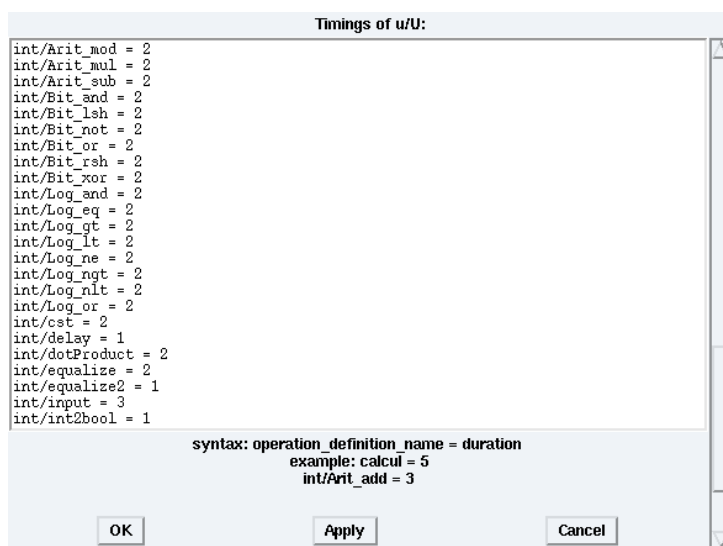 Timings of u/U:
int/Arit_mod = 2
int/Arit_mul = 2
int/Arit_sub = 2
int/Bit_and = 2
int/Bit_lsh = 2
int/Bit_not = 2
int/Bit_or = 2
int/Bit_rsh = 2
int/Bit_xor = 2
int/Log_and = 2
int/Log_eq = 2
int/Log_gt = 2
int/Log_lt = 2
int/Log_ne = 2
int/Log_ngt = 2
int/Log_nlt = 2
int/Log_or = 2
int/cst = 2
int/delay = 1
int/dotProduct = 2
int/equalize = 2
int/equalize2 = 1
int/input = 3
int/int2bool = 1
syntax: operation_definition_name = duration
example: calcul = 5
int/Arit_add = 3
OK Apply Cancel